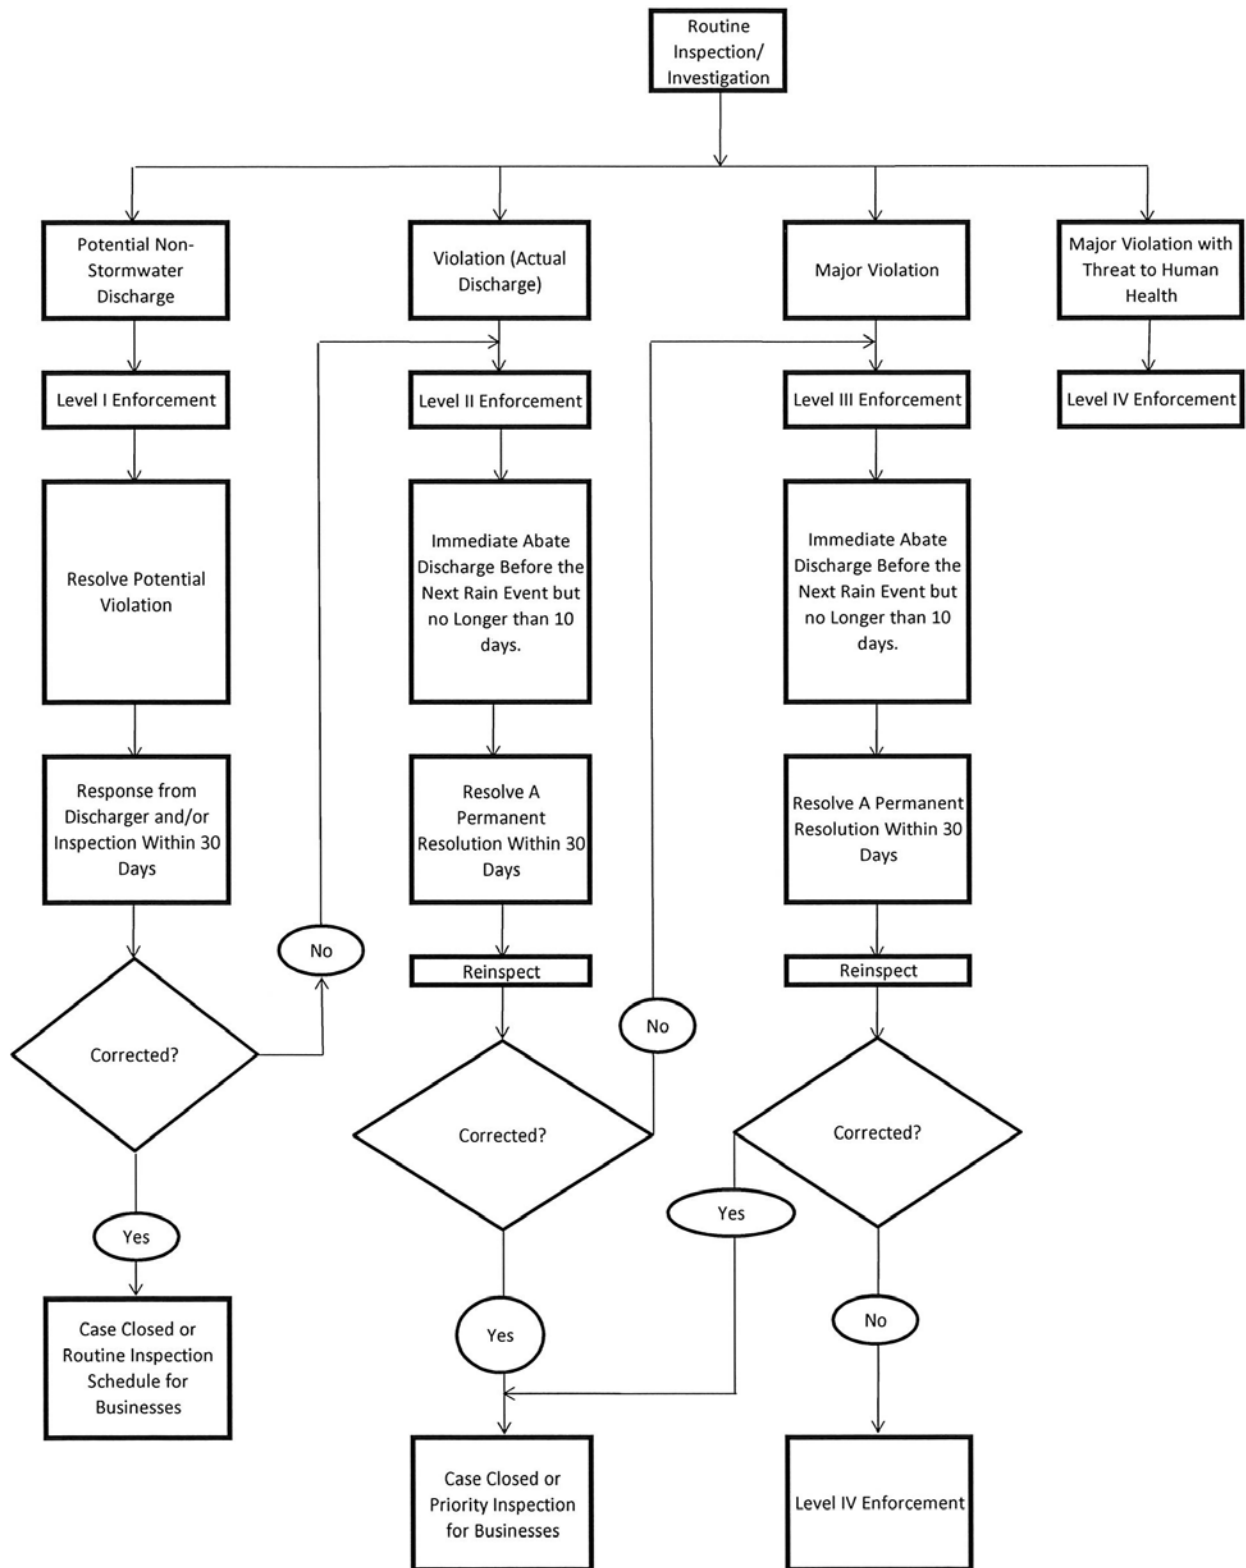 Routine
Inspection/
Investigation
Potential Non-
Stormwater
Discharge
Violation (Actual
Discharge)
Major Violation
Major Violation with
Threat to Human
Health
Level I Enforcement
Level II Enforcement
Level III Enforcement
Level IV Enforcement
Resolve Potential
Violation
Immediate Abate
Discharge Before the
Next Rain Event but
no Longer than 10
days.
Immediate Abate
Discharge Before the
Next Rain Event but
no Longer than 10
days.
Response from
Discharger and/or
Inspection Within 30
Days
Resolve A
Permanent
Resolution Within 30
Days
Resolve A Permanent
Resolution Within 30
Days
No
Reinspect
Reinspect
No
Corrected?
Corrected?
Corrected?
Yes
Yes
Yes
No
Case Closed or
Routine Inspection
Schedule for
Businesses
Case Closed or
Priority Inspection
for Businesses
Level IV Enforcement